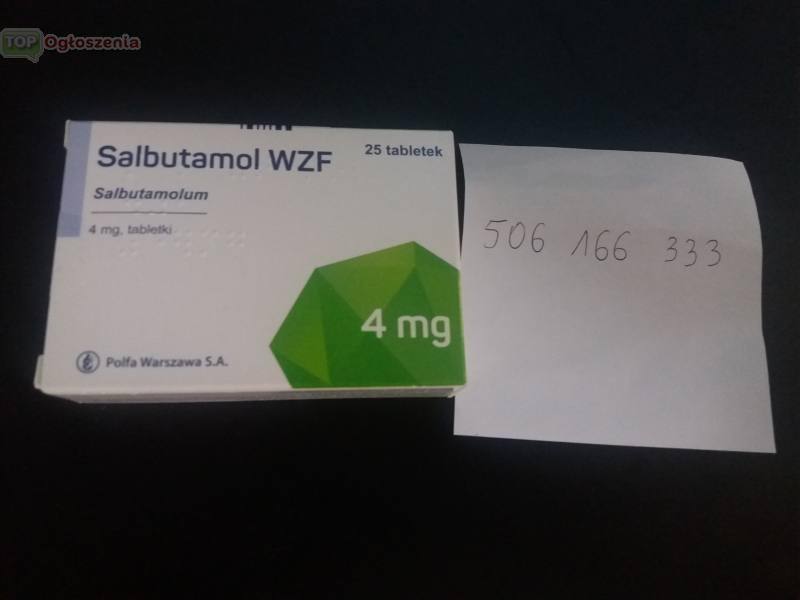 TOP Ogłoszenia
Salbutamol WZF
25 tabletek
Salbutamolum
4 mg, tabletki
4 mg
Polfa Warszawa S.A.
506 166 333